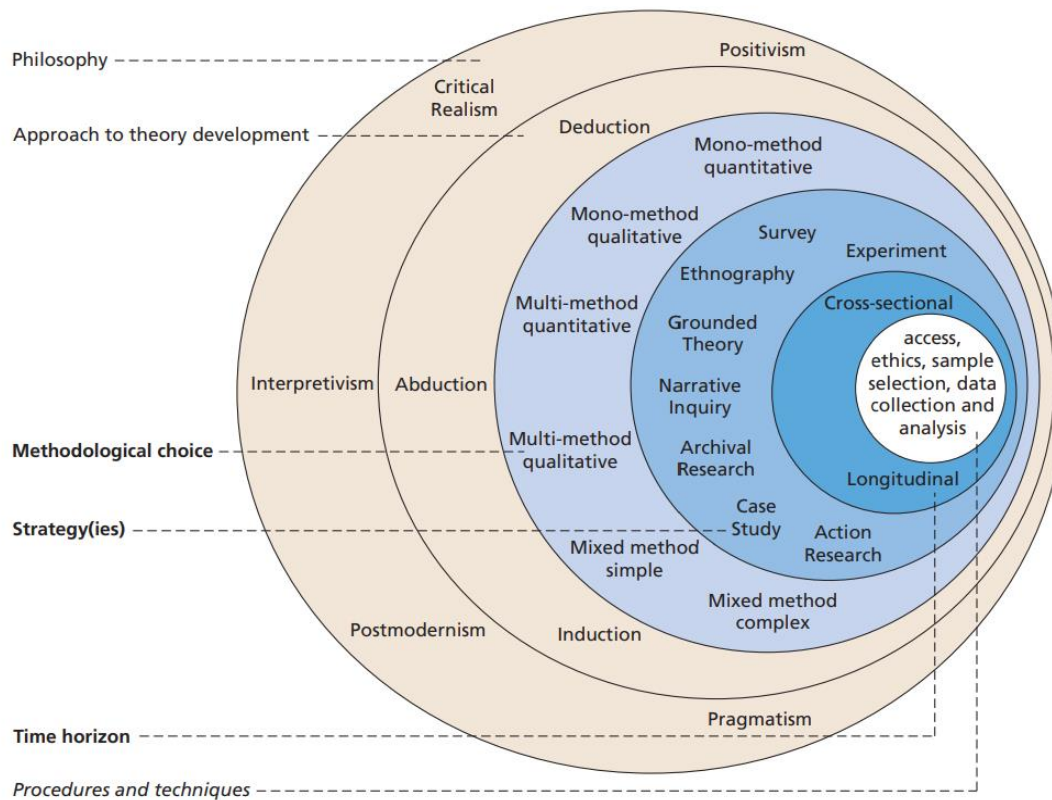 Philosophy
Positivism
Critical
Realism
Approach to theory development
Deduction
Mono-method
quantitative
Mono-method
qualitative
Survey
Experiment
Ethnography
Multi-method
quantitative
Cross-sectional
Grounded
Theory
access,
ethics, sample
selection, data
collection and
analysis
Interpretivism
Abduction
Narrative
Inquiry
Methodological choice
Multi-method
qualitative
Archival
Research
Longitudinal
Strategy(ies)
Case
Study
Action
Research
Mixed method
simple
Mixed method
complex
Postmodernism
Induction
Pragmatism
Time horizon
Procedures and techniques